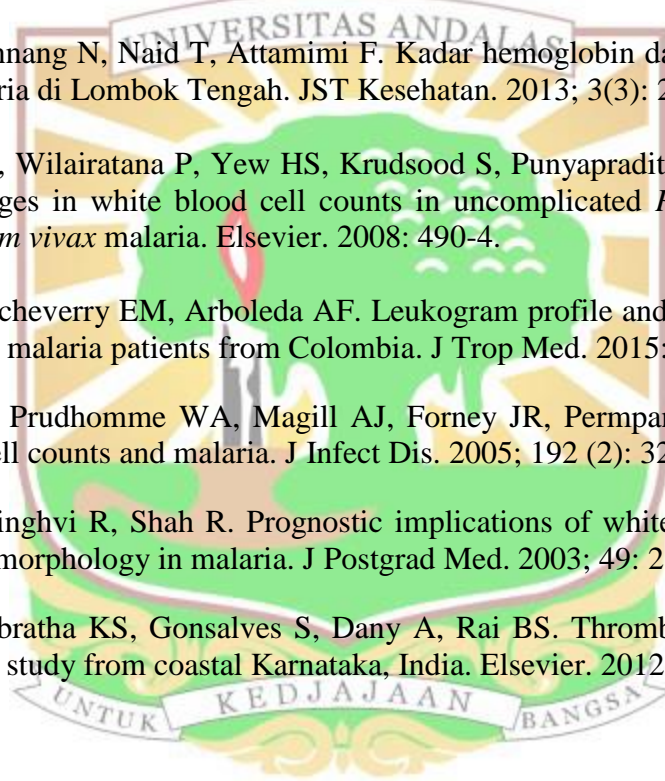 UNIVERSITAS ANDALAS
nnang N, Naid T, Attamimi F. Kadar hemoglobin da
ria di Lombok Tengah. JST Kesehatan. 2013; 3(3): 2
, Wilairatana P, Yew HS, Krudsood S, Punyapradit
ges in white blood cell counts in uncomplicated
m vivax malaria. Elsevier. 2008: 490-4.
cheverry EM, Arboleda AF. Leukogram profile and
malaria patients from Colombia. J Trop Med. 2015:
Prudhomme WA, Magill AJ, Forney JR, Permpar
ell counts and malaria. J Infect Dis. 2005; 192 (2): 32
inghvi R, Shah R. Prognostic implications of white
morphology in malaria. J Postgrad Med. 2003; 49: 2
bratha KS, Gonsalves S, Dany A, Rai BS. Thromb
study from coastal Karnataka, India. Elsevier. 2012
UNTUK KEDJAJAAN BANGSA